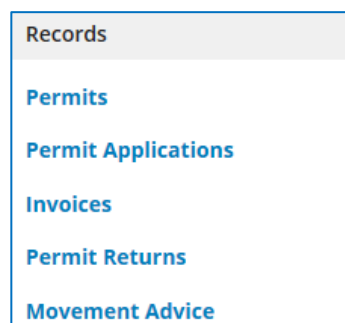 Records
Permits
Permit Applications
Invoices
Permit Returns
Movement Advice